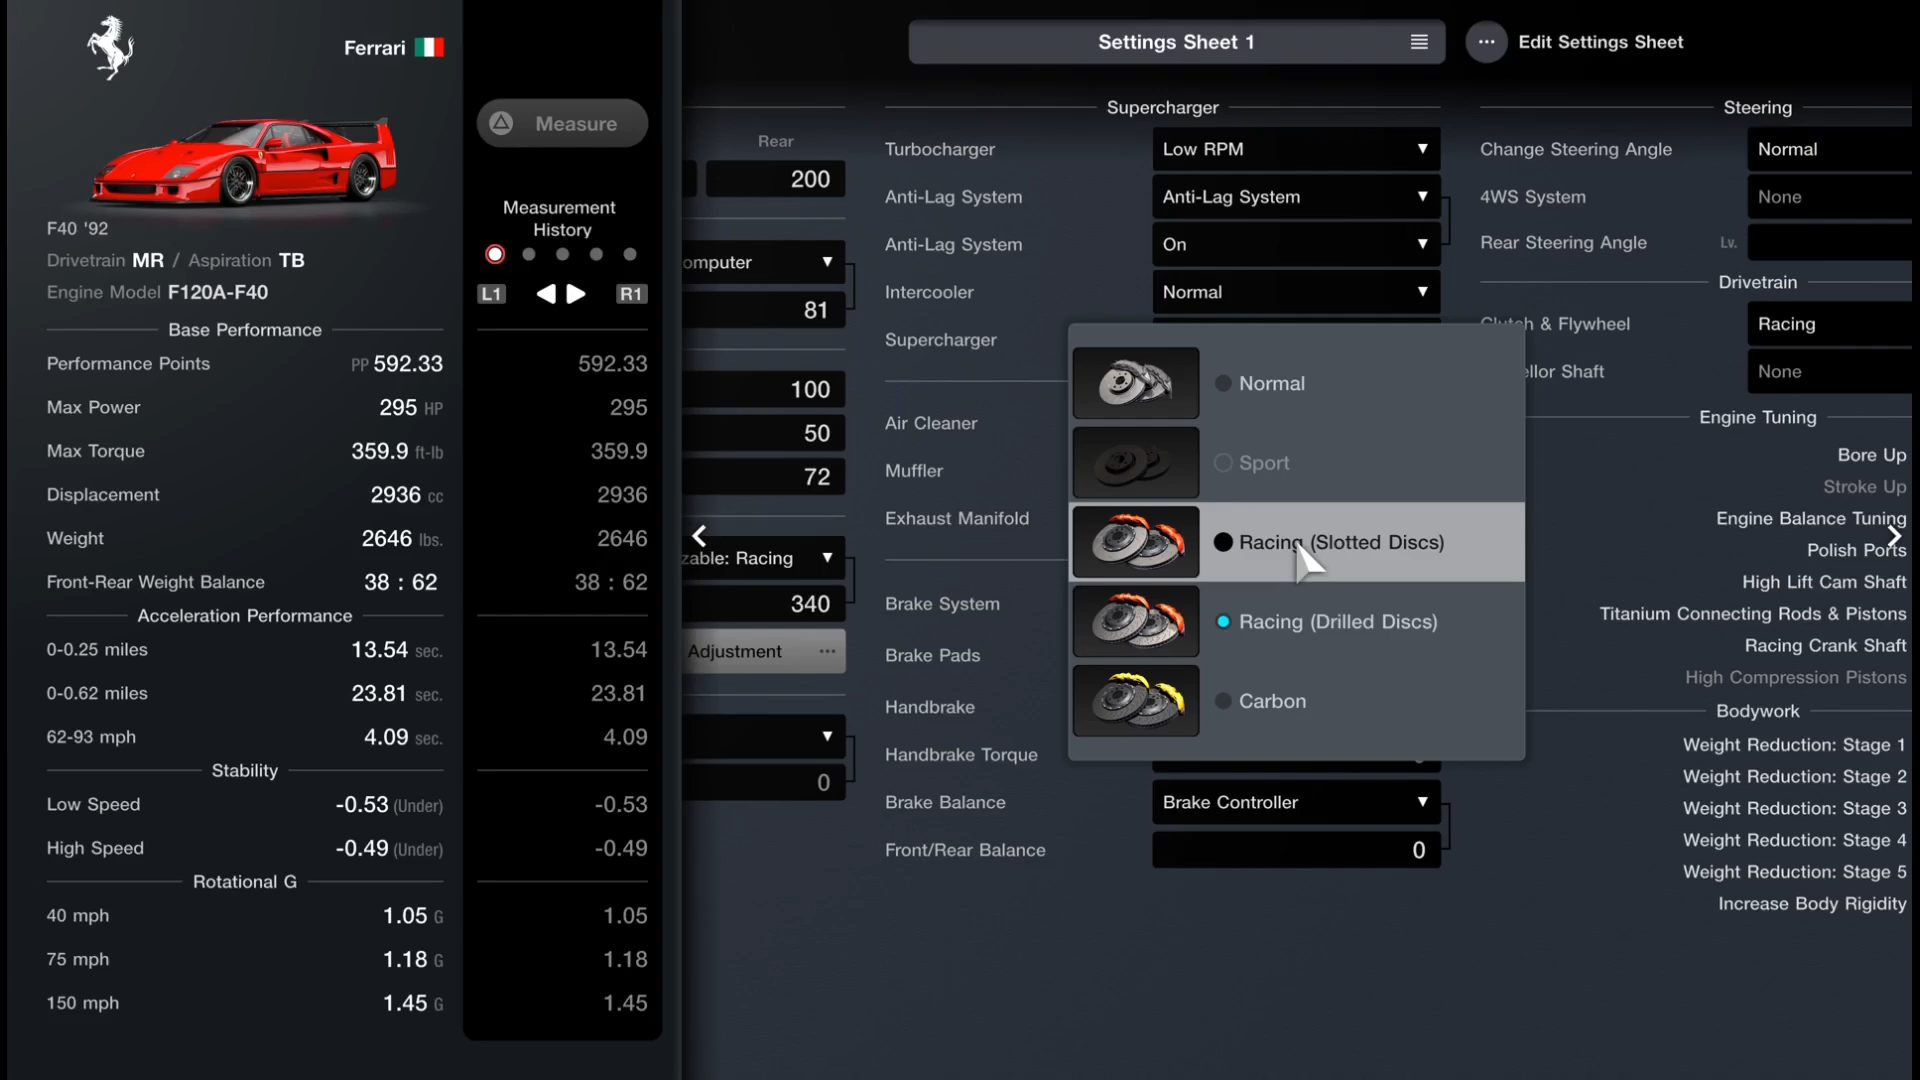 Ferrari
F40 '92
Drivetrain MR / Aspiration TB
Engine Model F120A-F40
Base Performance
Performance Points PP 592.33
Max Power 295 HP
Max Torque 359.9 ft-lb
Displacement 2936 cc
Weight 2646 lbs.
Front-Rear Weight Balance 38 : 62
Acceleration Performance
0-0.25 miles 13.54 sec.
0-0.62 miles 23.81 sec.
62-93 mph 4.09 sec.
Stability
Low Speed -0.53 (Under)
High Speed -0.49 (Under)
Rotational G
40 mph 1.05 G
75 mph 1.18 G
150 mph 1.45 G
Measure
Measurement
History
L1 R1
592.33
295
359.9
2936
2646
38 : 62
13.54
23.81
4.09
-0.53
-0.49
1.05
1.18
1.45
Settings Sheet 1
Edit Settings Sheet
Rear
200
omputer
81
100
50
72
zable: Racing
340
Adjustment
0
Supercharger
Turbocharger Low RPM
Anti-Lag System Anti-Lag System
Anti-Lag System On
Intercooler Normal
Supercharger
Air Cleaner
Muffler
Exhaust Manifold
Brake System
Brake Pads
Handbrake
Handbrake Torque
Brake Balance Brake Controller
Front/Rear Balance 0
Normal
Sport
Racing (Slotted Discs)
Racing (Drilled Discs)
Carbon
Steering
Change Steering Angle Normal
4WS System None
Rear Steering Angle Lv.
Drivetrain
Clutch & Flywheel Racing
ellor Shaft None
Engine Tuning
Bore Up
Stroke Up
Engine Balance Tuning
Polish Ports
High Lift Cam Shaft
Titanium Connecting Rods & Pistons
Racing Crank Shaft
High Compression Pistons
Bodywork
Weight Reduction: Stage 1
Weight Reduction: Stage 2
Weight Reduction: Stage 3
Weight Reduction: Stage 4
Weight Reduction: Stage 5
Increase Body Rigidity